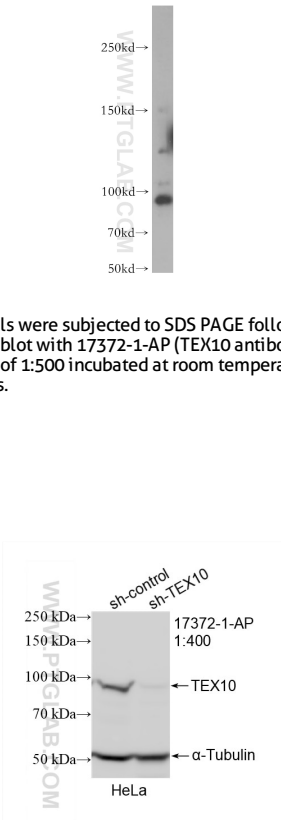 250kd→
150kd→
100kd→
70kd→
50kd→
WWW.PTGLAB.COM
ls were subjected to SDS PAGE follo
blot with 17372-1-AP (TEX10 antibo
of 1:500 incubated at room tempera
s.
sh-control
sh-TEX10
250 kDa→
150 kDa→
100 kDa→
70 kDa→
50 kDa→
17372-1-AP
1:400
←TEX10
←α-Tubulin
HeLa
WWW.PTGLAB.COM